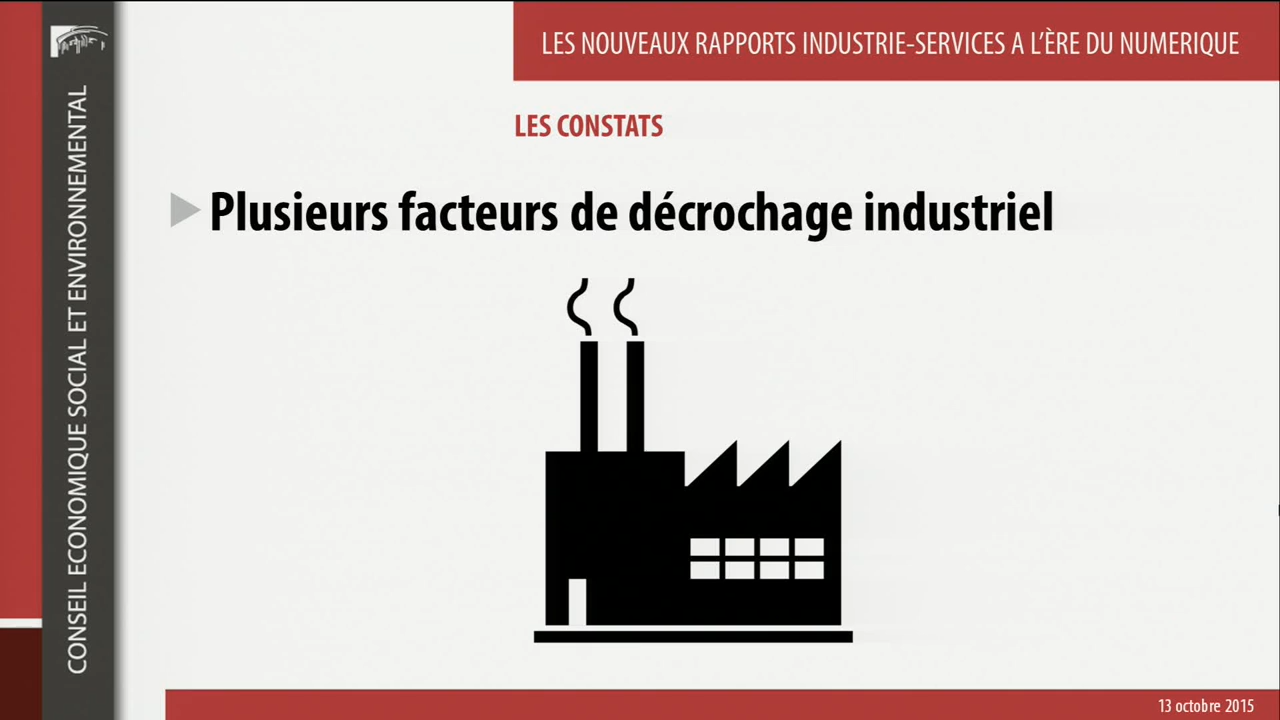 LES NOUVEAUX RAPPORTS INDUSTRIE-SERVICES A L'ÈRE DU NUMERIQUE
CONSEIL ECONOMIQUE SOCIAL ET ENVIRONNEMENTAL
LES CONSTATS
Plusieurs facteurs de décrochage industriel
13 octobre 2015